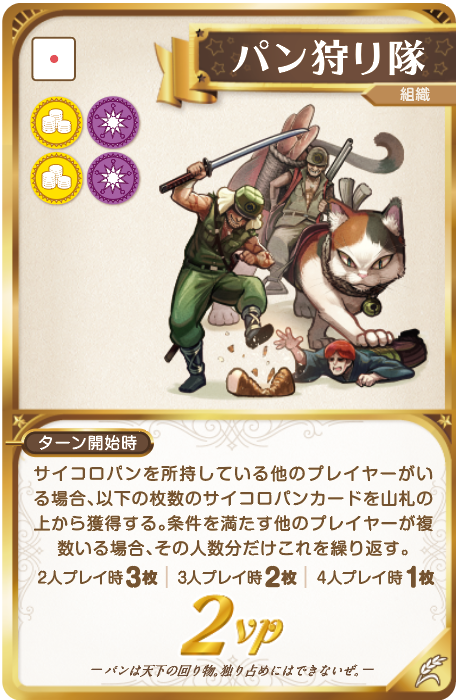 パン狩り隊
組織
ターン開始時
サイコロパンを所持している他のプレイヤーがい
る場合、以下の枚数のサイコロパンカードを山札の
上から獲得する。条件を満たす他のプレイヤーが複
数いる場合、その人数分だけこれを繰り返す。
2人プレイ時3枚 | 3人プレイ時2枚 | 4人プレイ時1枚
2vp
―パンは天下の回り物。独り占めにはできないぜ。―